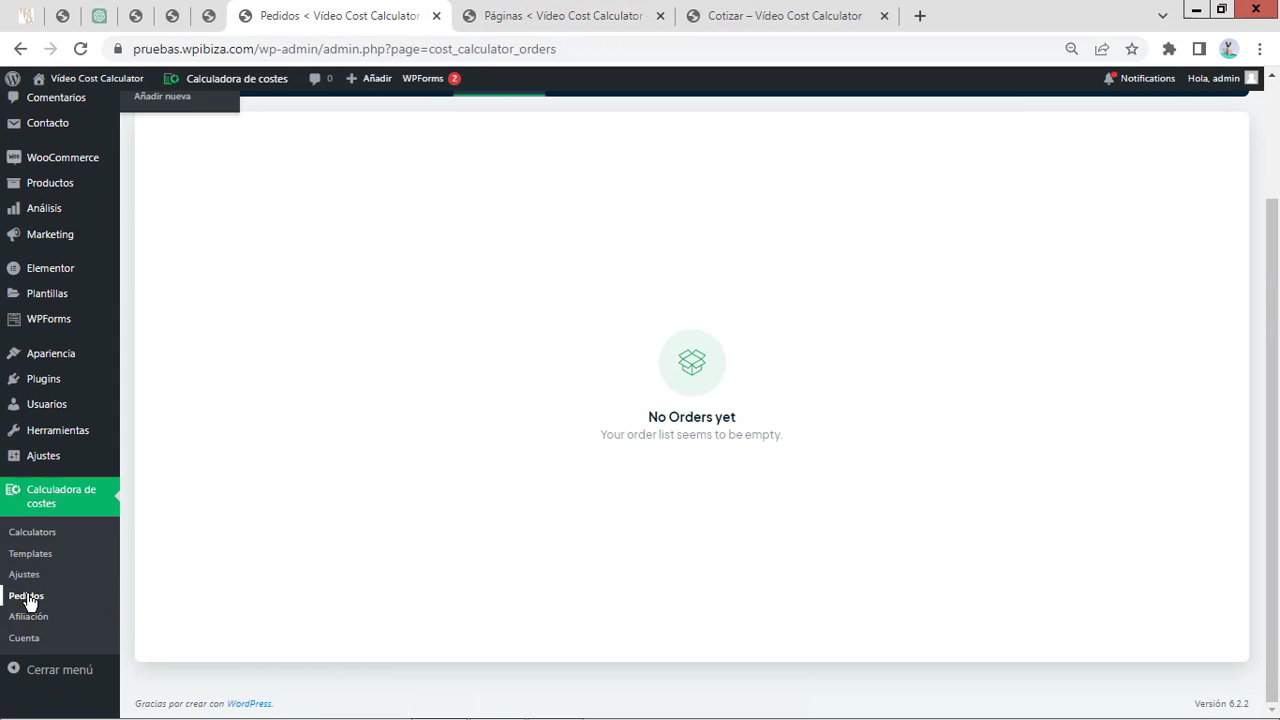 Pedidos < Vídeo Cost Calculator
Páginas < Vídeo Cost Calculator
Cotizar – Vídeo Cost Calculator
pruebas.wpibiza.com/wp-admin/admin.php?page=cost_calculator_orders
Vídeo Cost Calculator
Calculadora de costes
0
Añadir
WPForms 2
Notifications
Hola, admin
Comentarios
Añadir nueva
Contacto
WooCommerce
Productos
Análisis
Marketing
Elementor
Plantillas
WPForms
Apariencia
Plugins
Usuarios
Herramientas
Ajustes
Calculadora de
costes
Calculators
Templates
Ajustes
Pedidos
Afiliación
Cuenta
Cerrar menú
No Orders yet
Your order list seems to be empty.
Gracias por crear con WordPress.
Versión 6.2.2